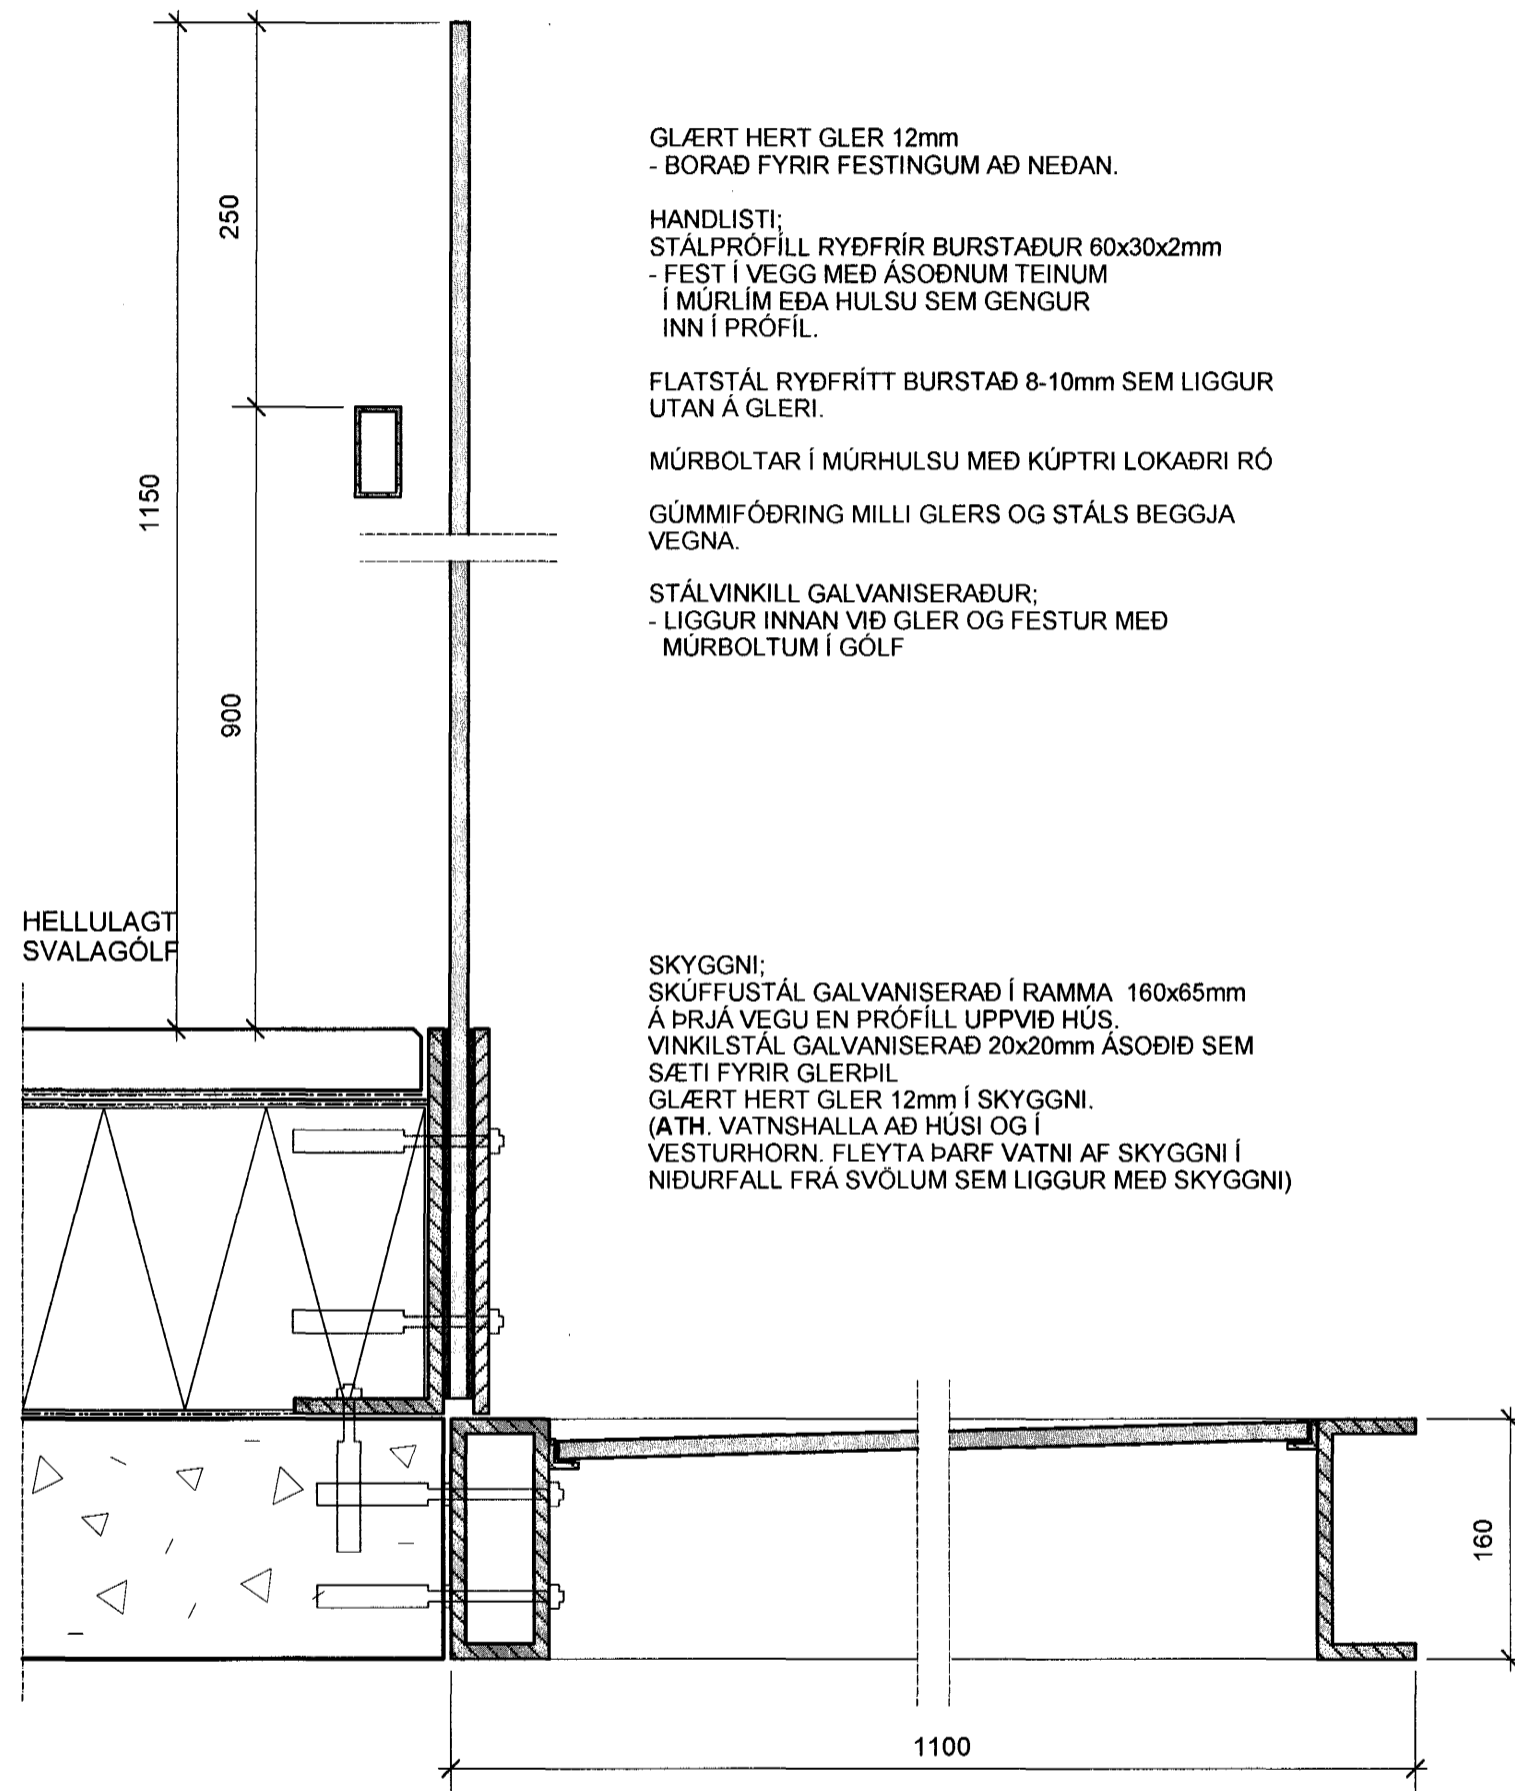 GLÆRT HERT GLER 12mm
- BORAÐ FYRIR FESTINGUM AÐ NEÐAN.
HANDLISTI;
STÁLPRÓFÍLL RYÐFRÍR BURSTAÐUR 60x30x2mm
- FEST Í VEGG MEÐ ÁSOÐNUM TEINUM
Í MÚRLÍM EÐA HULSU SEM GENGUR
INN Í PRÓFÍL.
FLATSTÁL RYÐFRÍTT BURSTAÐ 8-10mm SEM LIGGUR
UTAN Á GLERI.
MÚRBOLTAR Í MÚRHULSU MEÐ KÚPTRI LOKAÐRI RÓ
GÚMMIFÓÐRING MILLI GLERS OG STÁLS BEGGJA
VEGNA.
STÁLVINKILL GALVANISERAÐUR;
- LIGGUR INNAN VIÐ GLER OG FESTUR MEÐ
MÚRBOLTUM Í GÓLF
250
1150
900
HELLULAGT
SVALAGÓLF
SKYGGNI;
SKÚFFUSTÁL GALVANISERAÐ Í RAMMA 160x65mm
Á ÞRJÁ VEGU EN PRÓFÍLL UPPVIÐ HÚS.
VINKILSTÁL GALVANISERAÐ 20x20mm ÁSOÐIÐ SEM
SÆTI FYRIR GLERÞIL
GLÆRT HERT GLER 12mm Í SKYGGNI.
(ATH. VATNSHALLA AÐ HÚSI OG Í
VESTURHORN. FLEYTA ÞARF VATNI AF SKYGGNI Í
NIÐURFALL FRÁ SVÖLUM SEM LIGGUR MEÐ SKYGGNI)
160
1100